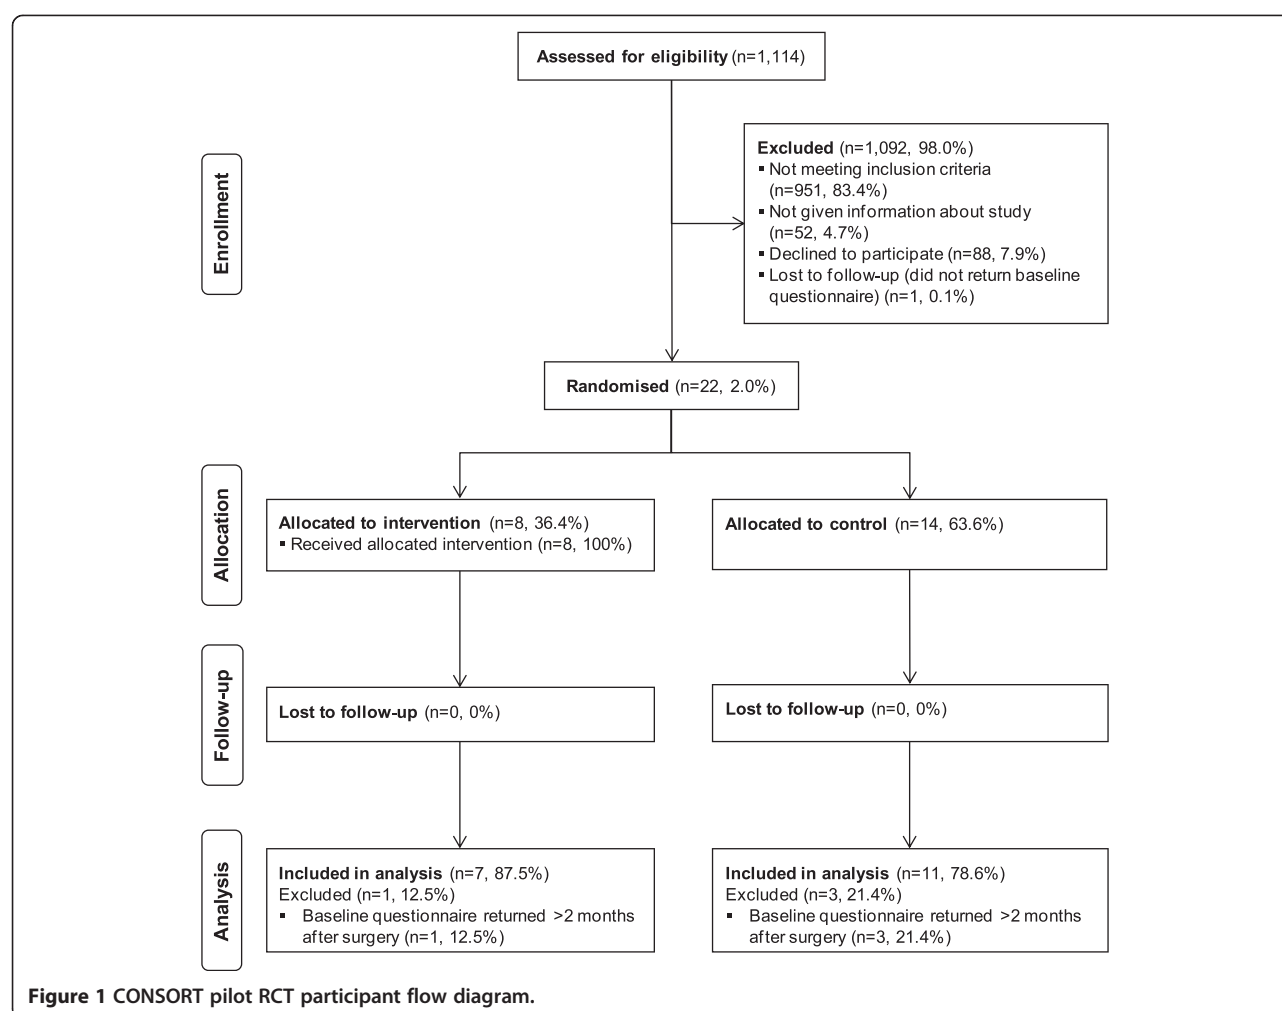 Assessed for eligibility (n=1,114)
Enrollment
Excluded (n=1,092, 98.0%)
▪ Not meeting inclusion criteria
(n=951, 83.4%)
▪ Not given information about study
(n=52, 4.7%)
▪ Declined to participate (n=88, 7.9%)
▪ Lost to follow-up (did not return baseline
questionnaire) (n=1, 0.1%)
Randomised (n=22, 2.0%)
Allocation
Allocated to intervention (n=8, 36.4%)
▪ Received allocated intervention (n=8, 100%)
Allocated to control (n=14, 63.6%)
Follow-up
Lost to follow-up (n=0, 0%)
Lost to follow-up (n=0, 0%)
Analysis
Included in analysis (n=7, 87.5%)
Excluded (n=1, 12.5%)
▪ Baseline questionnaire returned >2 months
after surgery (n=1, 12.5%)
Included in analysis (n=11, 78.6%)
Excluded (n=3, 21.4%)
▪ Baseline questionnaire returned >2 months
after surgery (n=3, 21.4%)
Figure 1 CONSORT pilot RCT participant flow diagram.